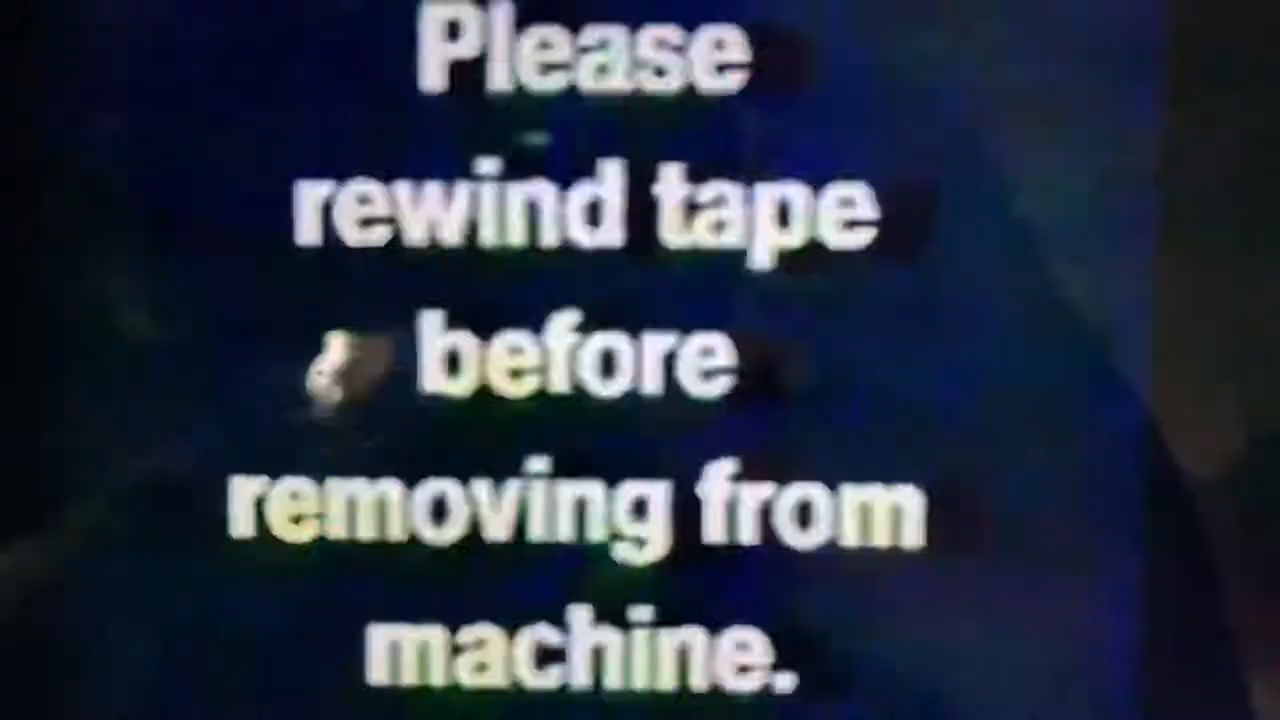 Please
rewind tape
before
removing from
machine.